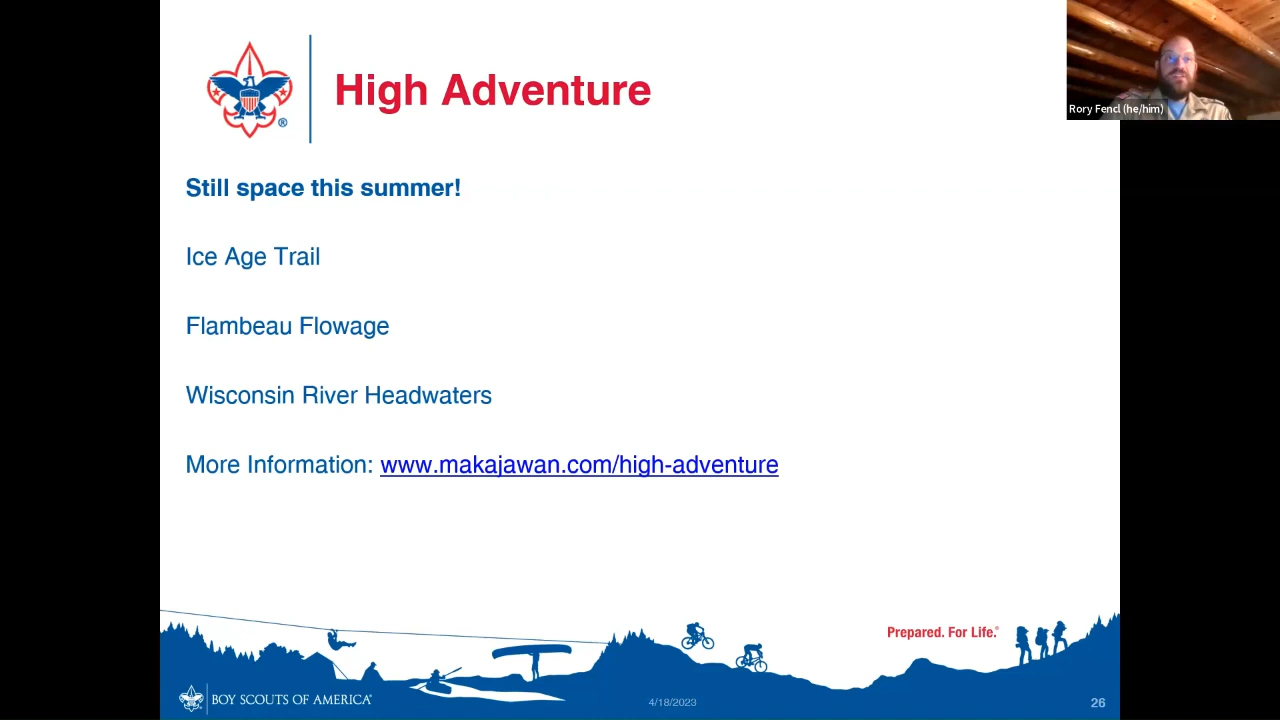 High Adventure
Rory Fencl (he/him)
Still space this summer!
Ice Age Trail
Flambeau Flowage
Wisconsin River Headwaters
More Information: www.makajawan.com/high-adventure
Prepared. For Life.®
BOY SCOUTS OF AMERICA®
4/18/2023
26